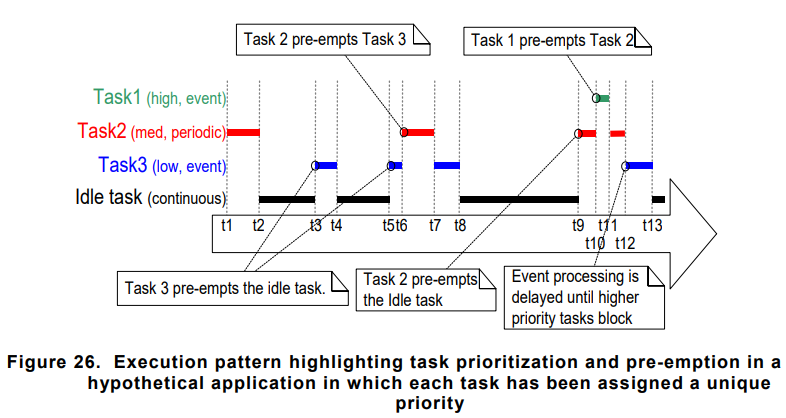 Task 2 pre-empts Task 3
Task 1 pre-empts Task 2
Task1 (high, event)
Task2 (med, periodic)
Task3 (low, event)
Idle task (continuous)
t1 t2 t3 t4 t5 t6 t7 t8 t9 t11 t13
t10 t12
Task 3 pre-empts the idle task.
Task 2 pre-empts
the Idle task
Event processing is
delayed until higher
priority tasks block
Figure 26. Execution pattern highlighting task prioritization and pre-emption in a
hypothetical application in which each task has been assigned a unique
priority